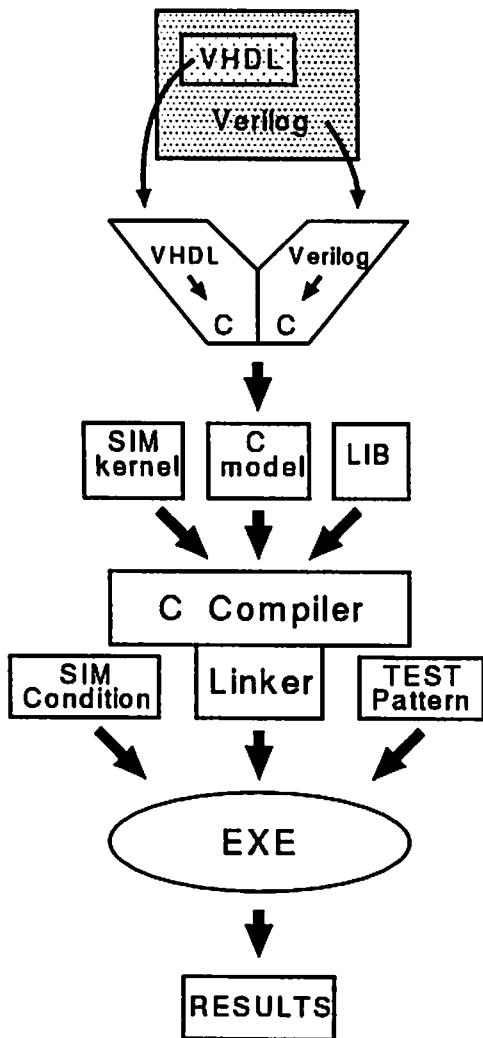 VHDL
Verilog
VHDL
Verilog
C
C
SIM
kernel
C
model
LIB
C Compiler
SIM
Condition
Linker
TEST
Pattern
EXE
RESULTS